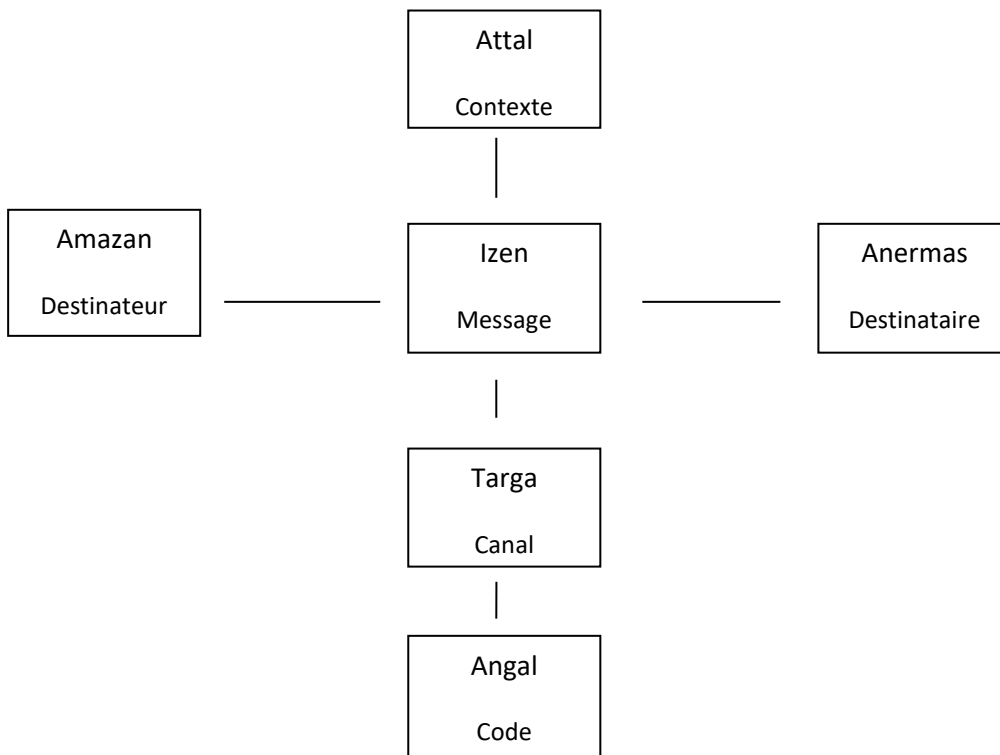 Attal
Contexte
Amazan
Destinateur
Izen
Message
Anermas
Destinataire
Targa
Canal
Angal
Code